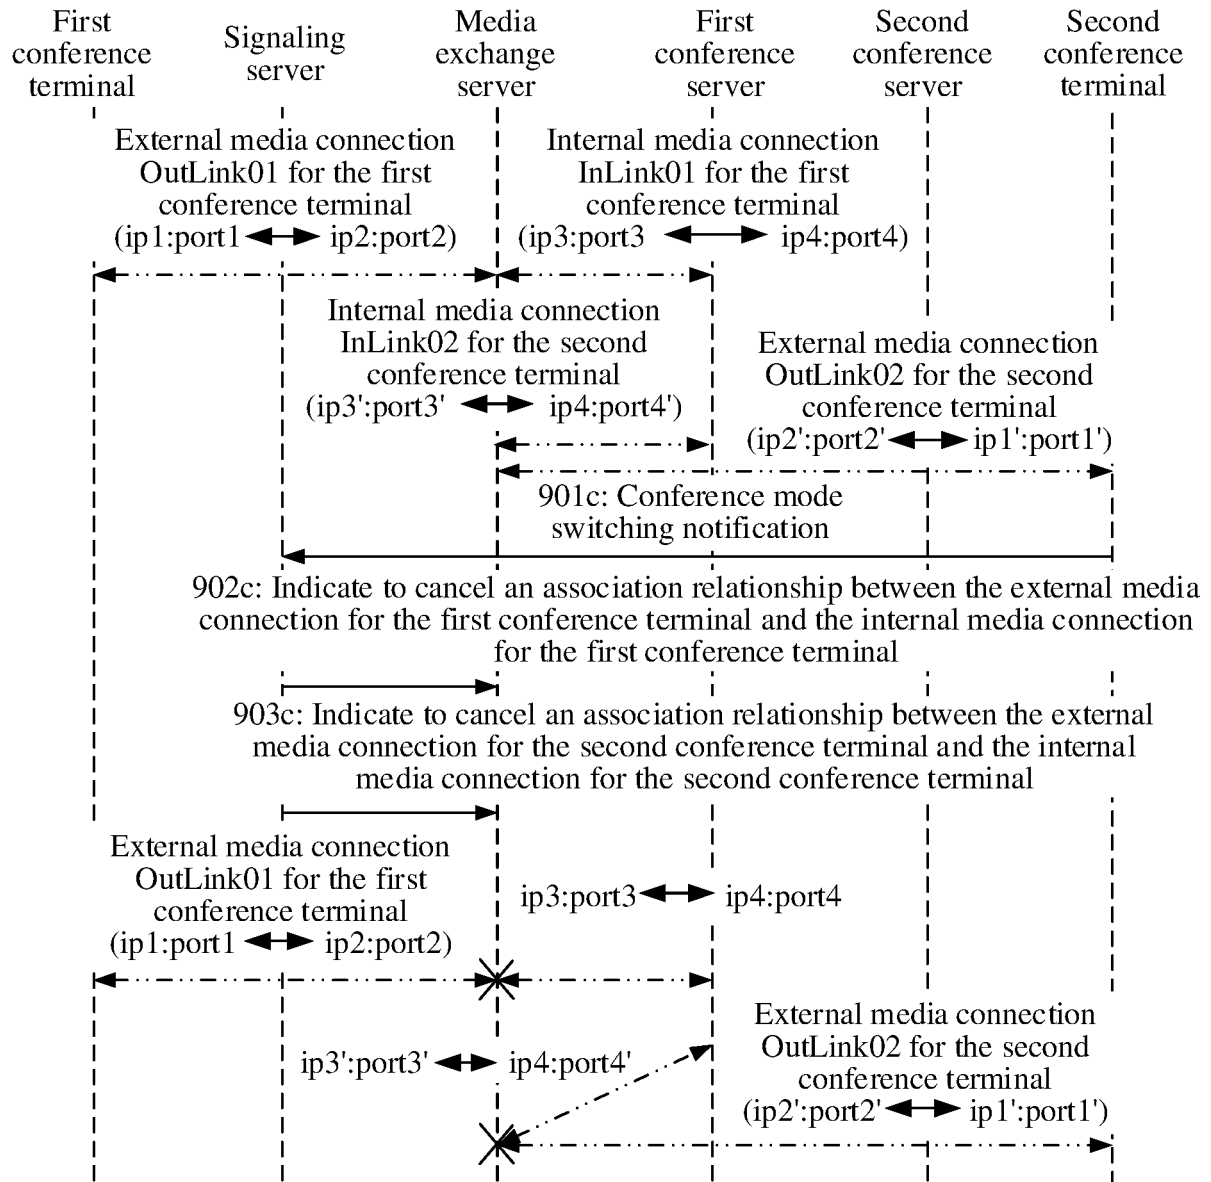 First
conference
terminal
Signaling
server
Media
exchange
server
First
conference
server
Second
conference
server
Second
conference
terminal
External media connection
OutLink01 for the first
conference terminal
(ip1:port1 ip2:port2)
Internal media connection
InLink01 for the first
conference terminal
(ip3:port3 ip4:port4)
Internal media connection
InLink02 for the second
conference terminal
(ip3':port3' ip4:port4')
External media connection
OutLink02 for the second
conference terminal
(ip2':port2' ip1':port1')
901c: Conference mode
switching notification
902c: Indicate to cancel an association relationship between the external media
connection for the first conference terminal and the internal media connection
for the first conference terminal
903c: Indicate to cancel an association relationship between the external
media connection for the second conference terminal and the internal
media connection for the second conference terminal
External media connection
OutLink01 for the first
conference terminal
(ip1:port1 ip2:port2)
ip3:port3 ip4:port4
ip3':port3' ip4:port4'
External media connection
OutLink02 for the second
conference terminal
(ip2':port2' ip1':port1')